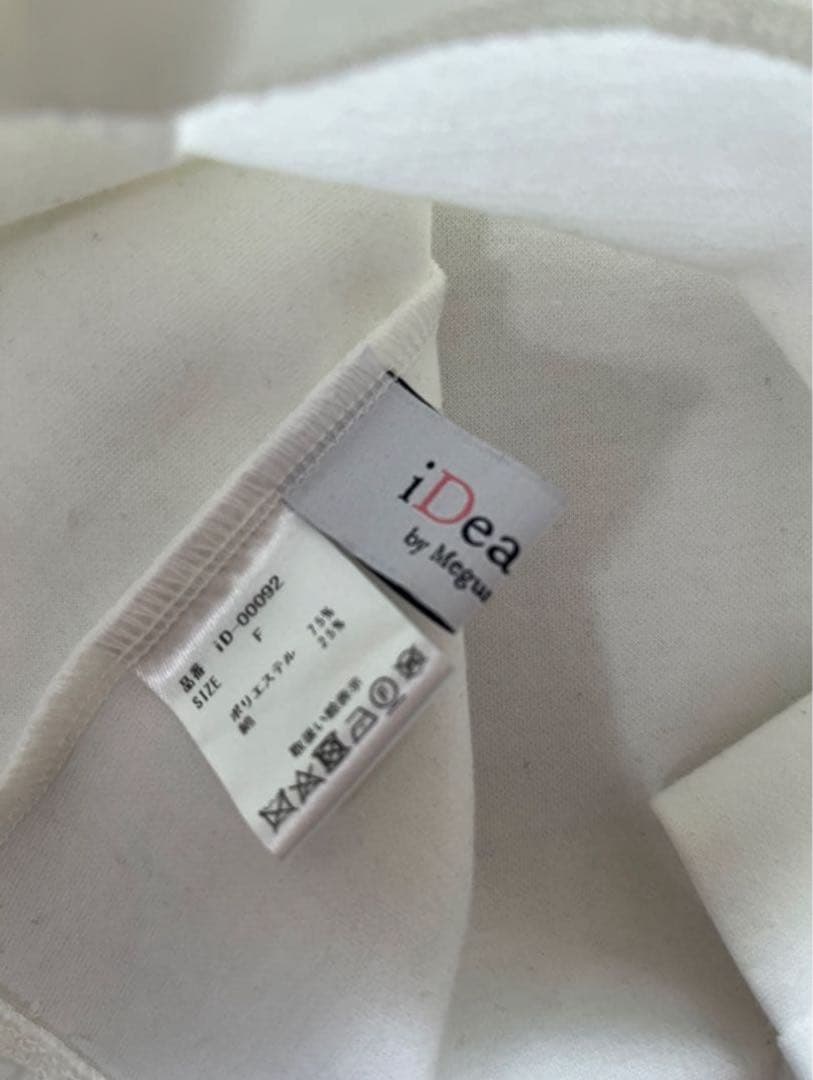 iDea
by Megu
品番 iD-00092
SIZE F
ポリエステル 75%
綿 25%
取扱い絵表示